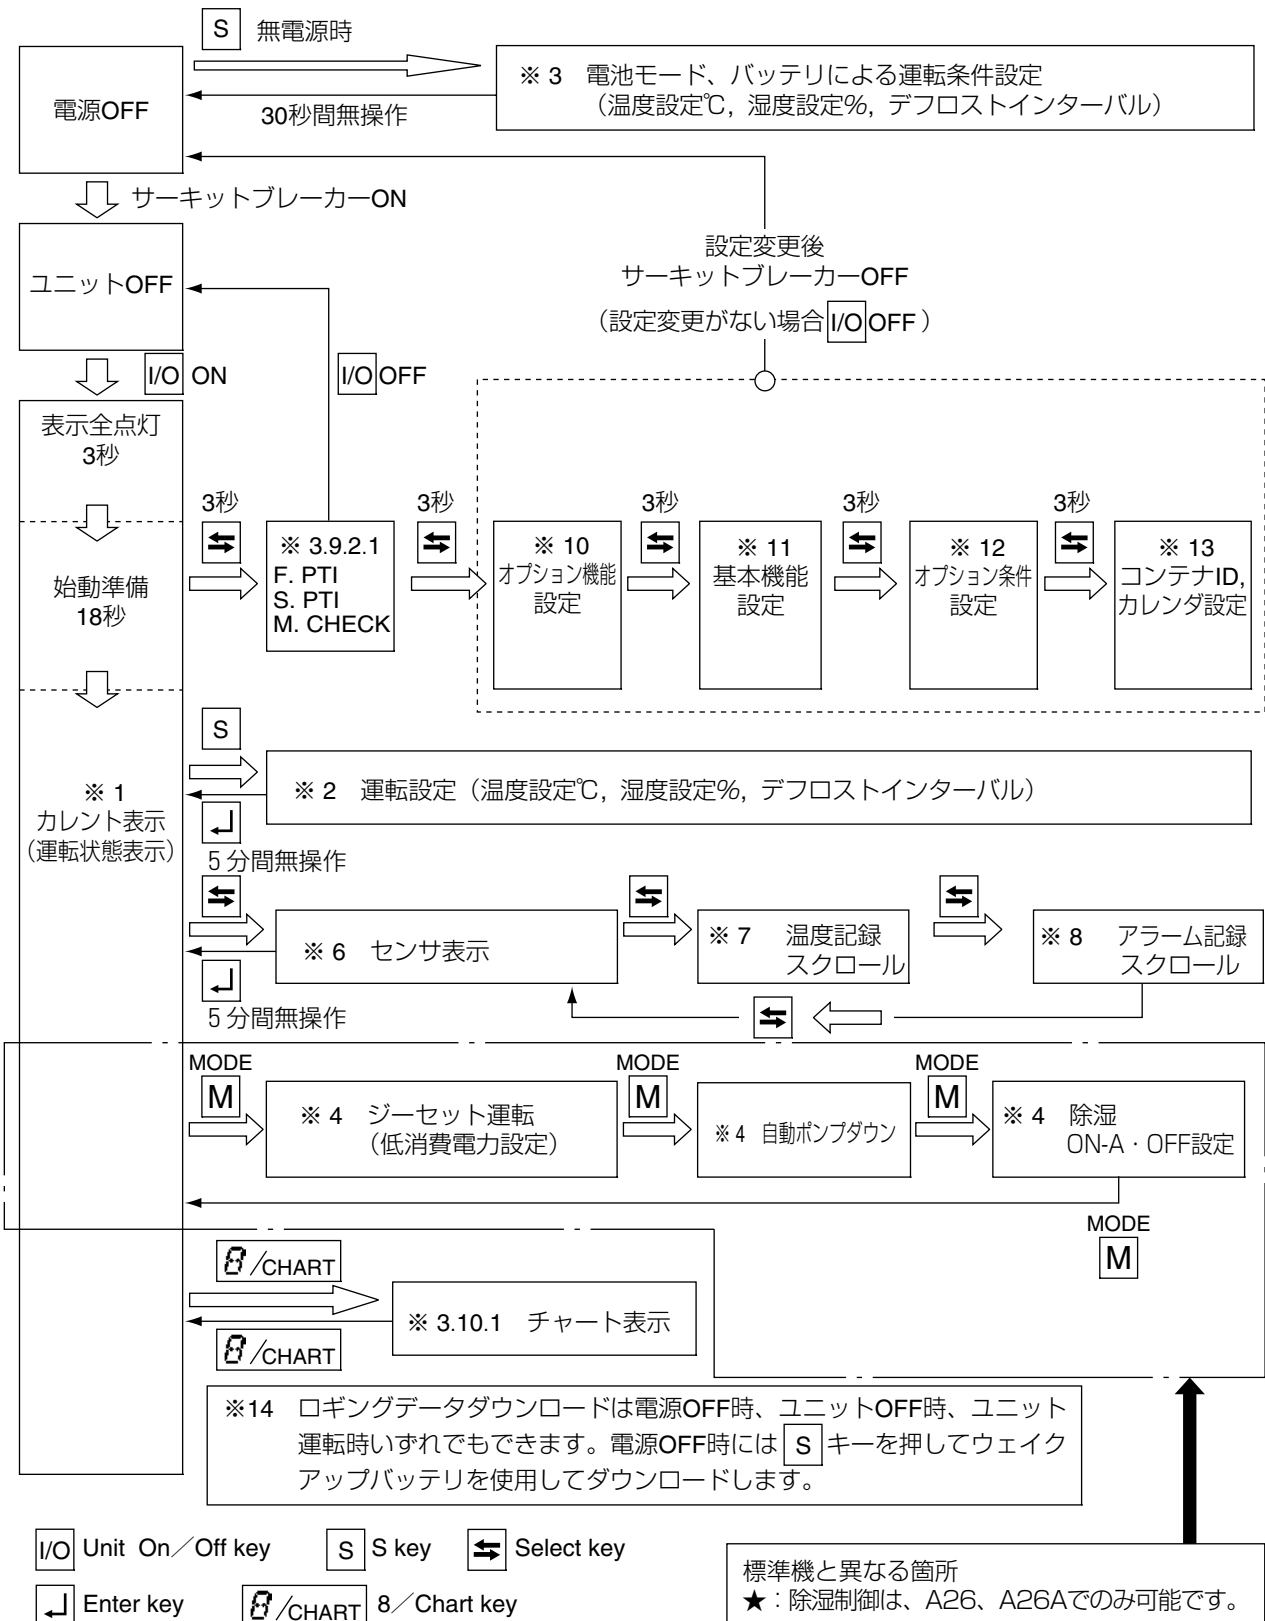 S 無電源時
電源OFF
※ 3 電池モード、バッテリによる運転条件設定
（温度設定℃, 湿度設定%, デフロストインターバル）
30秒間無操作
サーキットブレーカーON
ユニットOFF
設定変更後
サーキットブレーカーOFF
（設定変更がない場合 I/O OFF）
I/O ON
I/O OFF
表示全点灯
3秒
始動準備
18秒
3秒
※ 3.9.2.1
F. PTI
S. PTI
M. CHECK
3秒
※ 10
オプション機能
設定
3秒
※ 11
基本機能
設定
3秒
※ 12
オプション条件
設定
3秒
※ 13
コンテナID,
カレンダ設定
※ 1
カレント表示
（運転状態表示）
S
※ 2 運転設定（温度設定℃, 湿度設定%, デフロストインターバル）
5分間無操作
※ 6 センサ表示
※ 7 温度記録
スクロール
※ 8 アラーム記録
スクロール
5分間無操作
MODE
M
※ 4 ジーセット運転
（低消費電力設定）
MODE
M
※ 4 自動ポンプダウン
MODE
M
※ 4 除湿
ON-A・OFF設定
MODE
M
8/CHART
※ 3.10.1 チャート表示
8/CHART
※14 ロギングデータダウンロードは電源OFF時、ユニットOFF時、ユニット
運転時いずれでもできます。電源OFF時には S キーを押してウェイク
アップバッテリを使用してダウンロードします。
I/O Unit On／Off key
S S key
Select key
Enter key
8/CHART 8／Chart key
標準機と異なる箇所
★：除湿制御は、A26、A26Aでのみ可能です。